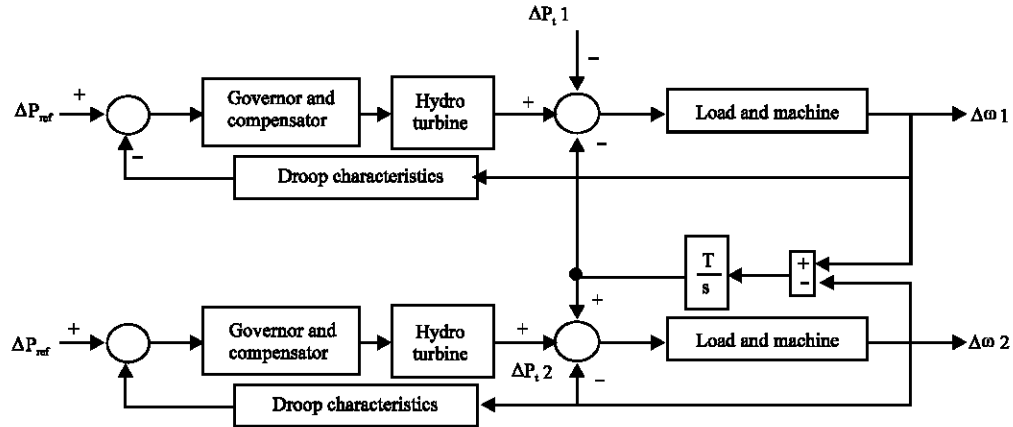 ΔPt 1
ΔPref
+
−
Governor and
compensator
Hydro
turbine
+
−
−
Load and machine
Δω 1
Droop characteristics
T
s
+
−
ΔPref
+
Governor and
compensator
Hydro
turbine
+
+
ΔPt 2
−
Load and machine
Δω 2
Droop characteristics